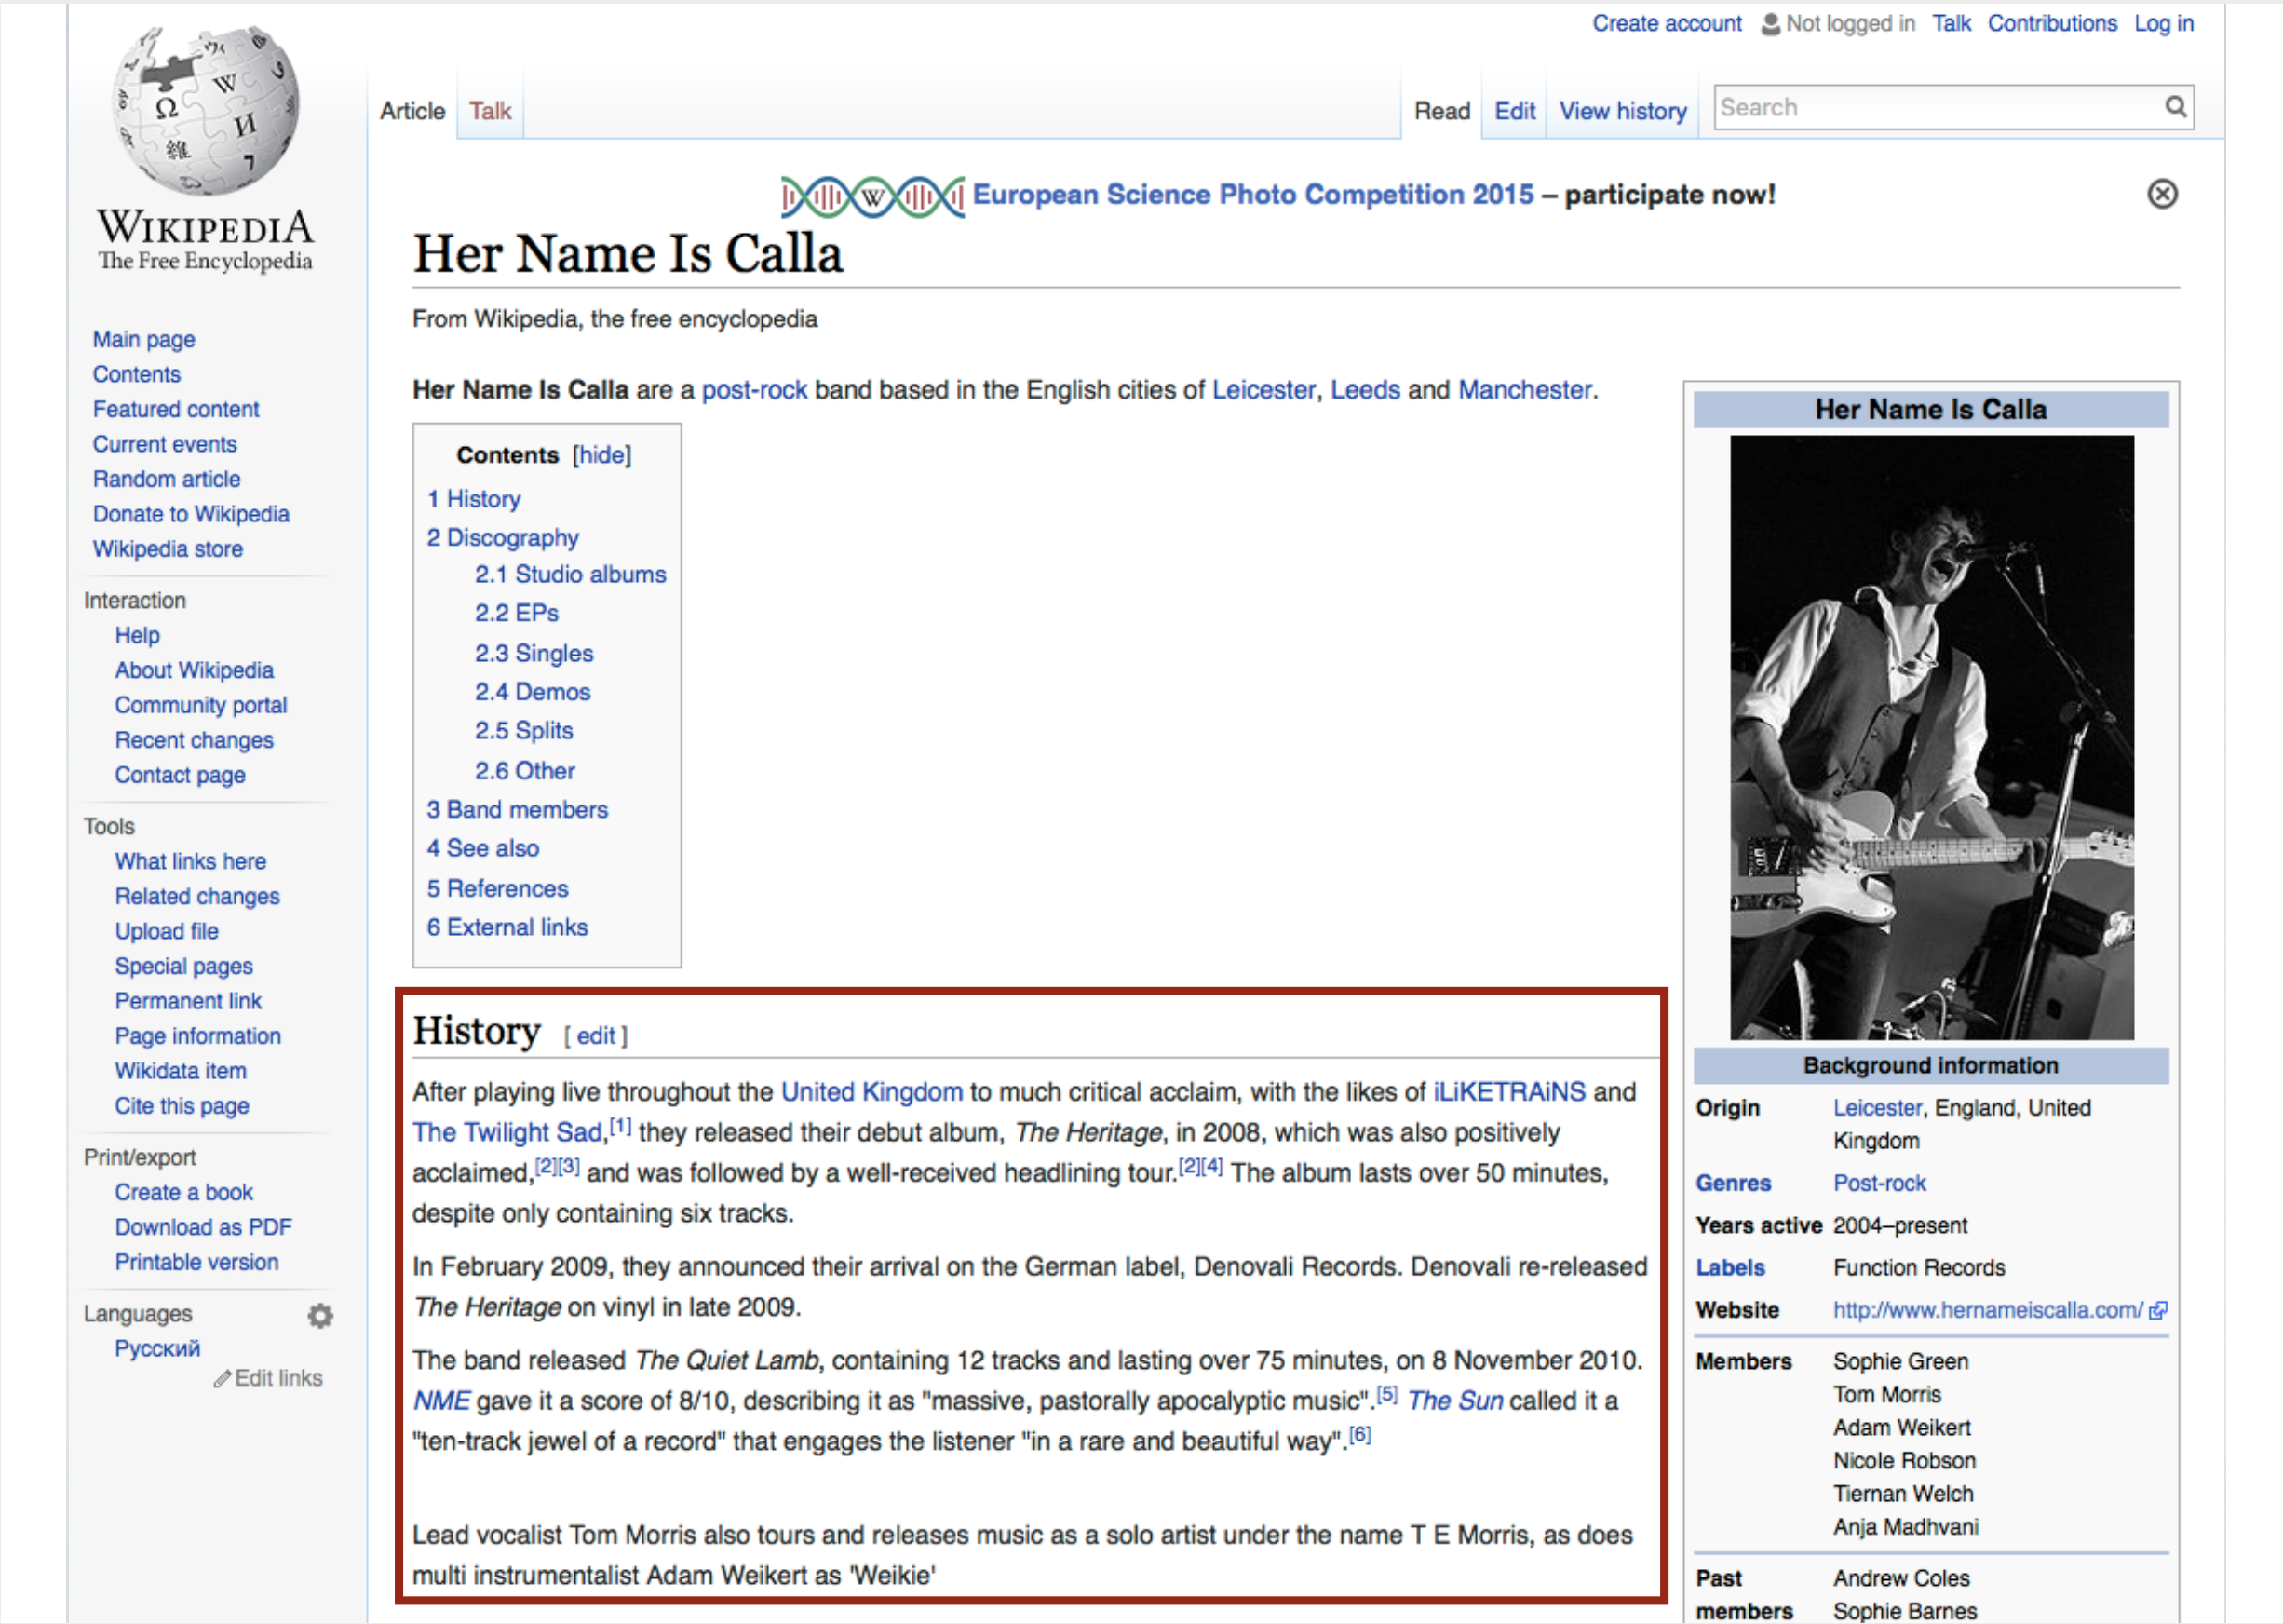 Create account Not logged in Talk Contributions Log in
Article Talk Read Edit View history Search
WIKIPEDIA
The Free Encyclopedia
Main page
Contents
Featured content
Current events
Random article
Donate to Wikipedia
Wikipedia store
Interaction
Help
About Wikipedia
Community portal
Recent changes
Contact page
Tools
What links here
Related changes
Upload file
Special pages
Permanent link
Page information
Wikidata item
Cite this page
Print/export
Create a book
Download as PDF
Printable version
Languages
Русский
Edit links
European Science Photo Competition 2015 – participate now!
Her Name Is Calla
From Wikipedia, the free encyclopedia
Her Name Is Calla are a post-rock band based in the English cities of Leicester, Leeds and Manchester.
Contents [hide]
1 History
2 Discography
2.1 Studio albums
2.2 EPs
2.3 Singles
2.4 Demos
2.5 Splits
2.6 Other
3 Band members
4 See also
5 References
6 External links
History [ edit ]
After playing live throughout the United Kingdom to much critical acclaim, with the likes of iLiKETRAiNS and
The Twilight Sad,[1] they released their debut album, The Heritage, in 2008, which was also positively
acclaimed,[2][3] and was followed by a well-received headlining tour.[2][4] The album lasts over 50 minutes,
despite only containing six tracks.
In February 2009, they announced their arrival on the German label, Denovali Records. Denovali re-released
The Heritage on vinyl in late 2009.
The band released The Quiet Lamb, containing 12 tracks and lasting over 75 minutes, on 8 November 2010.
NME gave it a score of 8/10, describing it as "massive, pastorally apocalyptic music".[5] The Sun called it a
"ten-track jewel of a record" that engages the listener "in a rare and beautiful way".[6]
Lead vocalist Tom Morris also tours and releases music as a solo artist under the name T E Morris, as does
multi instrumentalist Adam Weikert as 'Weikie'
Her Name Is Calla
Background information
Origin Leicester, England, United
Kingdom
Genres Post-rock
Years active 2004–present
Labels Function Records
Website http://www.hernameiscalla.com/
Members Sophie Green
Tom Morris
Adam Weikert
Nicole Robson
Tiernan Welch
Anja Madhvani
Past Andrew Coles
members Sophie Barnes